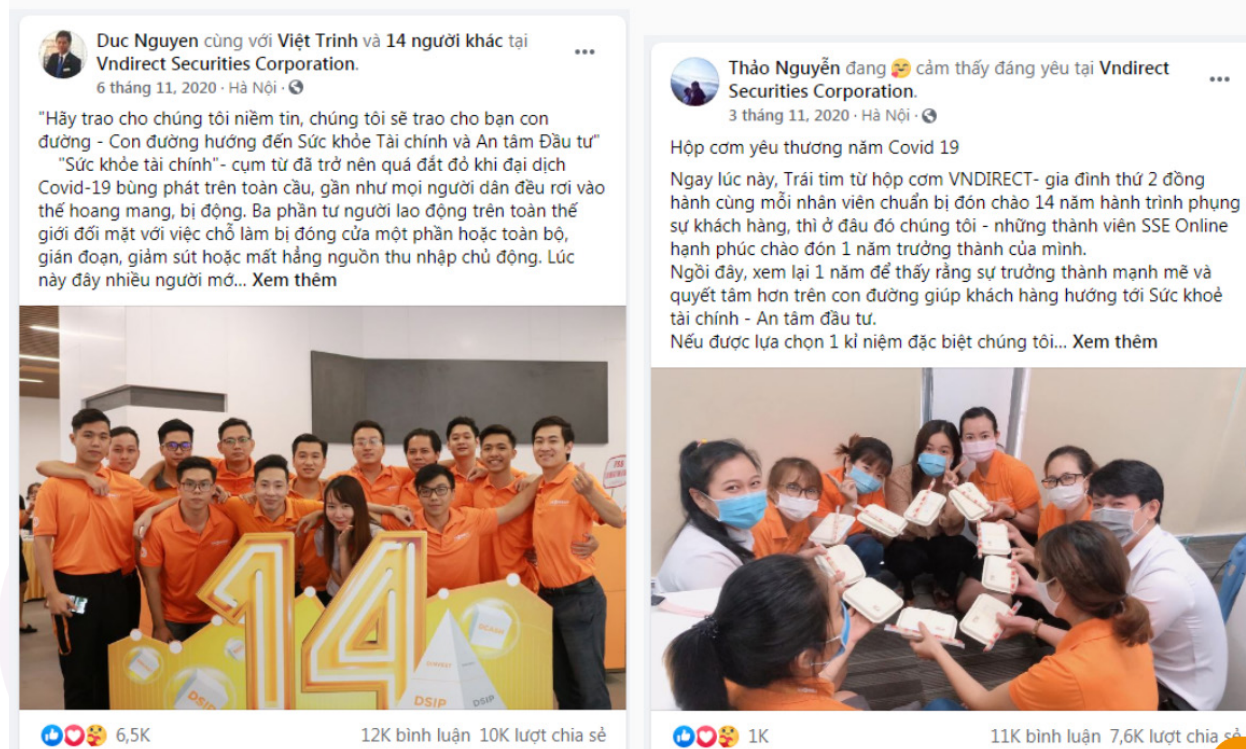 Duc Nguyen cùng với Việt Trinh và 14 người khác tại
Vndirect Securities Corporation.
6 tháng 11, 2020 · Hà Nội ·
"Hãy trao cho chúng tôi niềm tin, chúng tôi sẽ trao cho bạn con
đường - Con đường hướng đến Sức khỏe Tài chính và An tâm Đầu tư"
"Sức khỏe tài chính"- cụm từ đã trở nên quá đắt đỏ khi đại dịch
Covid-19 bùng phát trên toàn cầu, gần như mọi người dân đều rơi vào
thế hoang mang, bị động. Ba phần tư người lao động trên toàn thế
giới đối mặt với việc chỗ làm bị đóng cửa một phần hoặc toàn bộ,
gián đoạn, giảm sút hoặc mất hẳng nguồn thu nhập chủ động. Lúc
này đây nhiều người mớ... Xem thêm
14
DCASH
DINVEST
DSIP
DSIP
DSIP
6,5K
12K bình luận 10K lượt chia sẻ
Thảo Nguyễn đang cảm thấy đáng yêu tại Vndirect
Securities Corporation.
3 tháng 11, 2020 · Hà Nội ·
Hộp cơm yêu thương năm Covid 19
Ngay lúc này, Trái tim từ hộp cơm VNDIRECT- gia đình thứ 2 đồng
hành cùng mỗi nhân viên chuẩn bị đón chào 14 năm hành trình phụng
sự khách hàng, thì ở đâu đó chúng tôi - những thành viên SSE Online
hạnh phúc chào đón 1 năm trưởng thành của mình.
Ngồi đây, xem lại 1 năm để thấy rằng sự trưởng thành mạnh mẽ và
quyết tâm hơn trên con đường giúp khách hàng hướng tới Sức khoẻ
tài chính - An tâm đầu tư.
Nếu được lựa chọn 1 kỉ niệm đặc biệt chúng tôi... Xem thêm
1K
11K bình luận 7,6K lượt chia sẻ